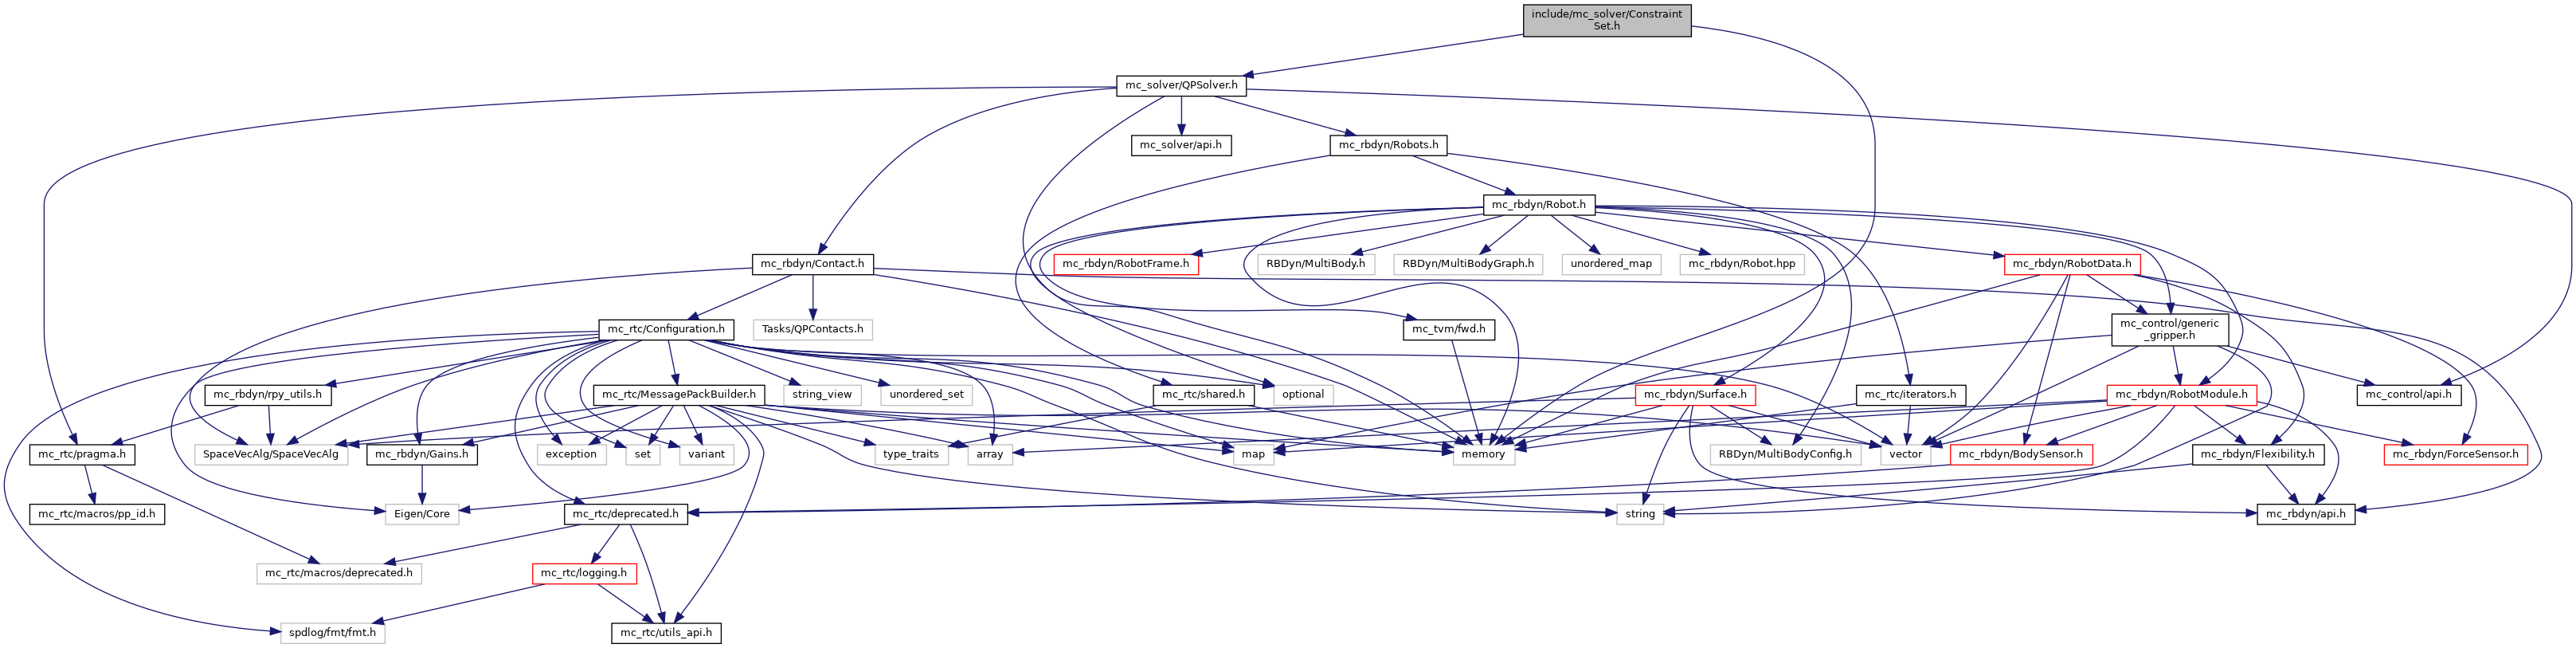 include/mc_solver/Constraint
Set.h
mc_solver/QPSolver.h
mc_solver/api.h
mc_rbdyn/Robots.h
mc_rbdyn/Robot.h
mc_rbdyn/Contact.h
mc_rbdyn/RobotFrame.h
RBDyn/MultiBody.h
RBDyn/MultiBodyGraph.h
unordered_map
mc_rbdyn/Robot.hpp
mc_rbdyn/RobotData.h
mc_rtc/Configuration.h
Tasks/QPContacts.h
mc_tvm/fwd.h
mc_control/generic
_gripper.h
mc_rbdyn/rpy_utils.h
mc_rtc/MessagePackBuilder.h
string_view
unordered_set
mc_rtc/shared.h
optional
mc_rbdyn/Surface.h
mc_rtc/iterators.h
mc_rbdyn/RobotModule.h
mc_control/api.h
mc_rtc/pragma.h
SpaceVecAlg/SpaceVecAlg
mc_rbdyn/Gains.h
exception
set
variant
type_traits
array
map
memory
RBDyn/MultiBodyConfig.h
vector
mc_rbdyn/BodySensor.h
mc_rbdyn/Flexibility.h
mc_rbdyn/ForceSensor.h
mc_rtc/macros/pp_id.h
Eigen/Core
mc_rtc/deprecated.h
string
mc_rbdyn/api.h
mc_rtc/macros/deprecated.h
mc_rtc/logging.h
spdlog/fmt/fmt.h
mc_rtc/utils_api.h